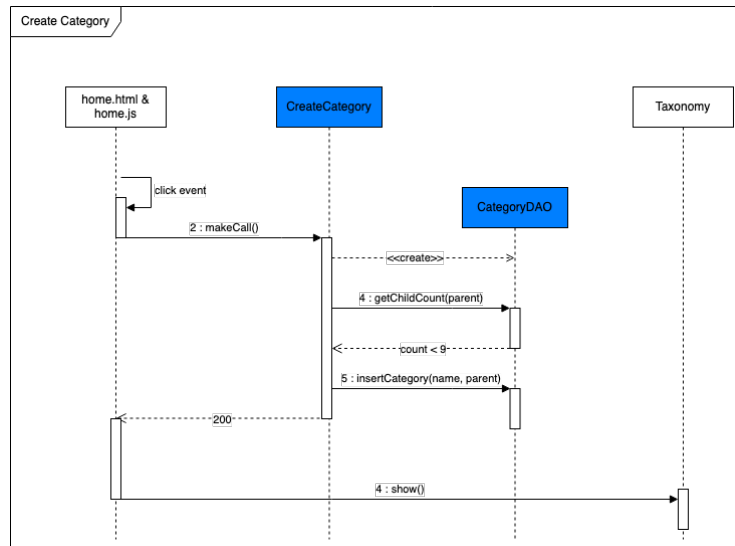 Create Category
home.html &
home.js
CreateCategory
Taxonomy
click event
CategoryDAO
2 : makeCall()
<<create>>
4 : getChildCount(parent)
count < 9
5 : insertCategory(name, parent)
200
4 : show()